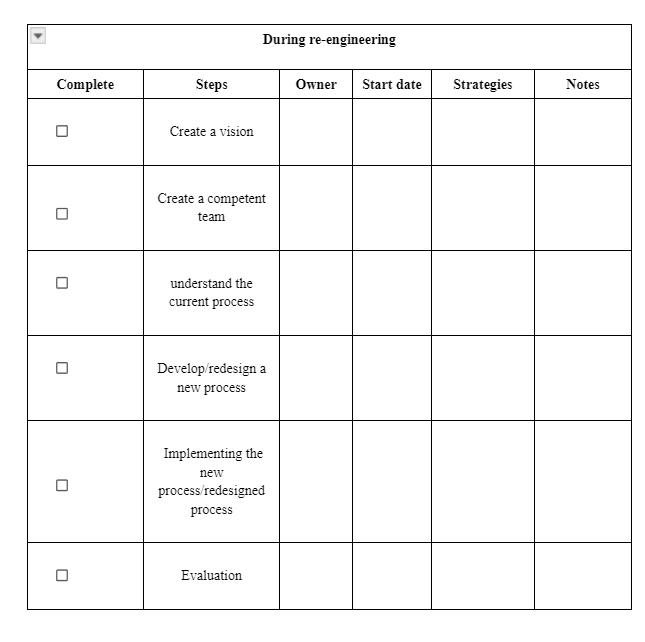 During re-engineering
Complete Steps Owner Start date Strategies Notes
Create a vision
Create a competent
team
understand the
current process
Develop/redesign a
new process
Implementing the
new
process/redesigned
process
Evaluation